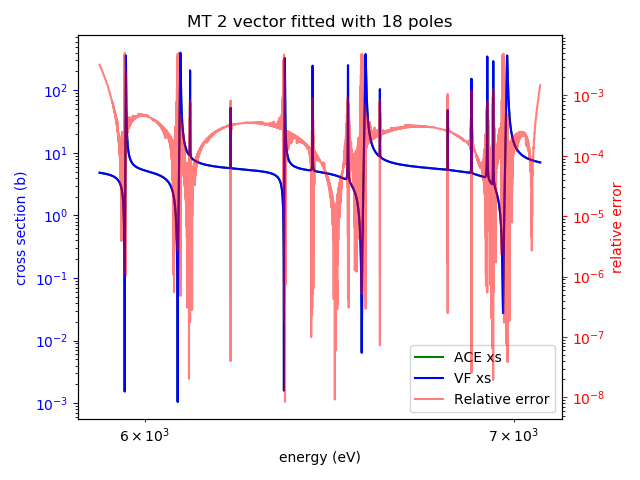 MT 2 vector fitted with 18 poles
cross section (b)
10^2
10^1
10^0
10^-1
10^-2
10^-3
10^-3
10^-4
10^-5
10^-6
10^-7
10^-8
relative error
ACE xs
VF xs
Relative error
6 × 10^3
7 × 10^3
energy (eV)